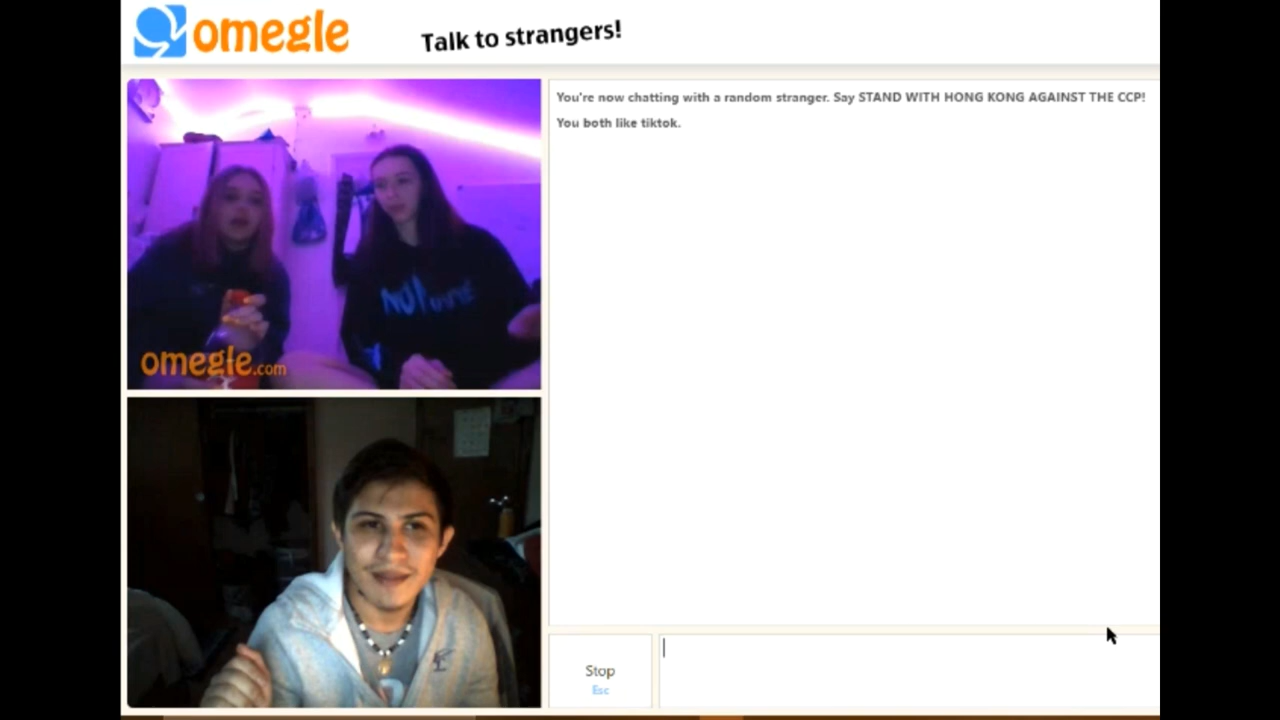 omegle
Talk to strangers!
You're now chatting with a random stranger. Say STAND WITH HONG KONG AGAINST THE CCP!
You both like tiktok.
omegle.com
Stop
Esc